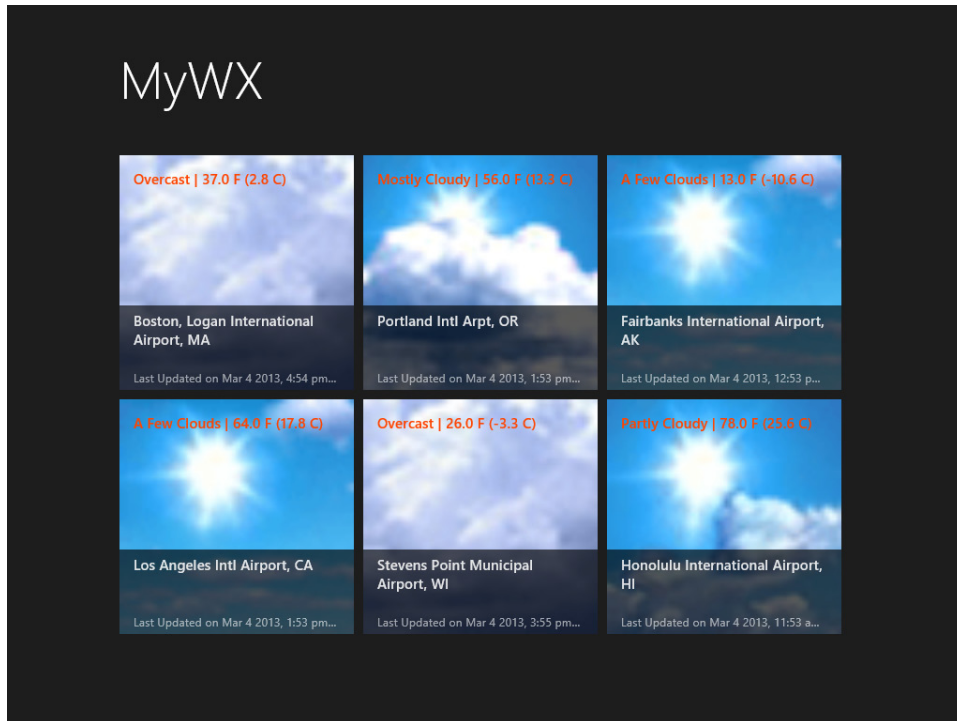 MyWX
Overcast | 37.0 F (2.8 C)
Boston, Logan International
Airport, MA
Last Updated on Mar 4 2013, 4:54 pm...
Mostly Cloudy | 56.0 F (13.3 C)
Portland Intl Arpt, OR
Last Updated on Mar 4 2013, 1:53 pm...
A Few Clouds | 13.0 F (-10.6 C)
Fairbanks International Airport,
AK
Last Updated on Mar 4 2013, 12:53 p...
A Few Clouds | 64.0 F (17.8 C)
Los Angeles Intl Airport, CA
Last Updated on Mar 4 2013, 1:53 pm...
Overcast | 26.0 F (-3.3 C)
Stevens Point Municipal
Airport, WI
Last Updated on Mar 4 2013, 3:55 pm...
Partly Cloudy | 78.0 F (25.6 C)
Honolulu International Airport,
HI
Last Updated on Mar 4 2013, 11:53 a...